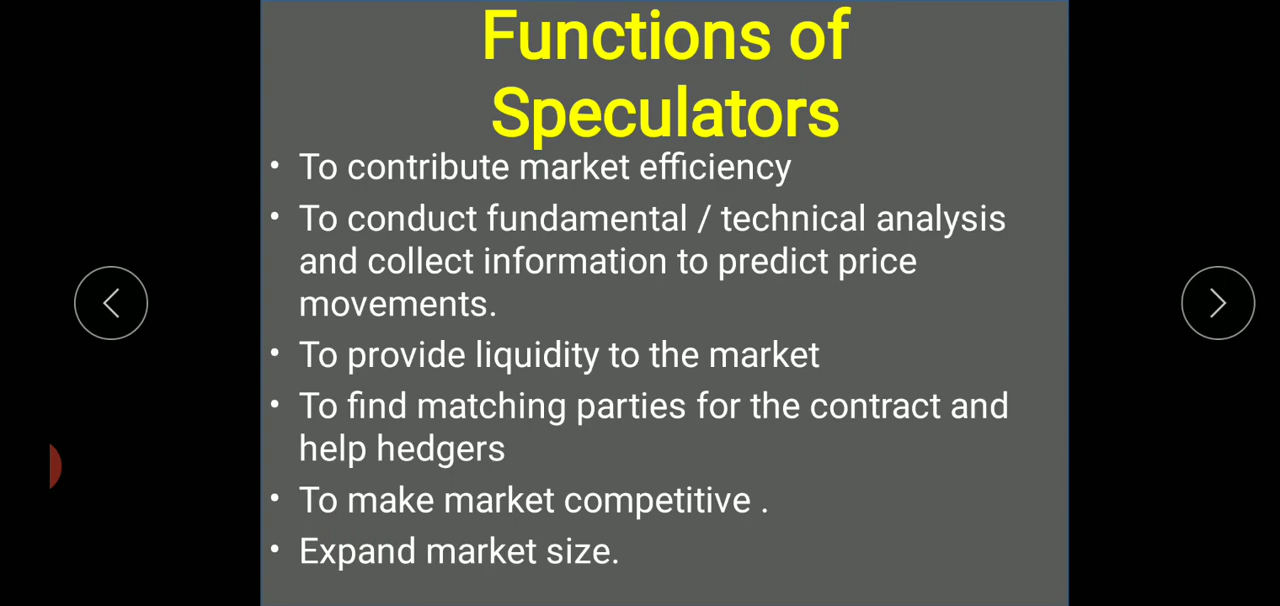 Functions of
Speculators
• To contribute market efficiency
• To conduct fundamental / technical analysis
and collect information to predict price
movements.
• To provide liquidity to the market
• To find matching parties for the contract and
help hedgers
• To make market competitive .
• Expand market size.